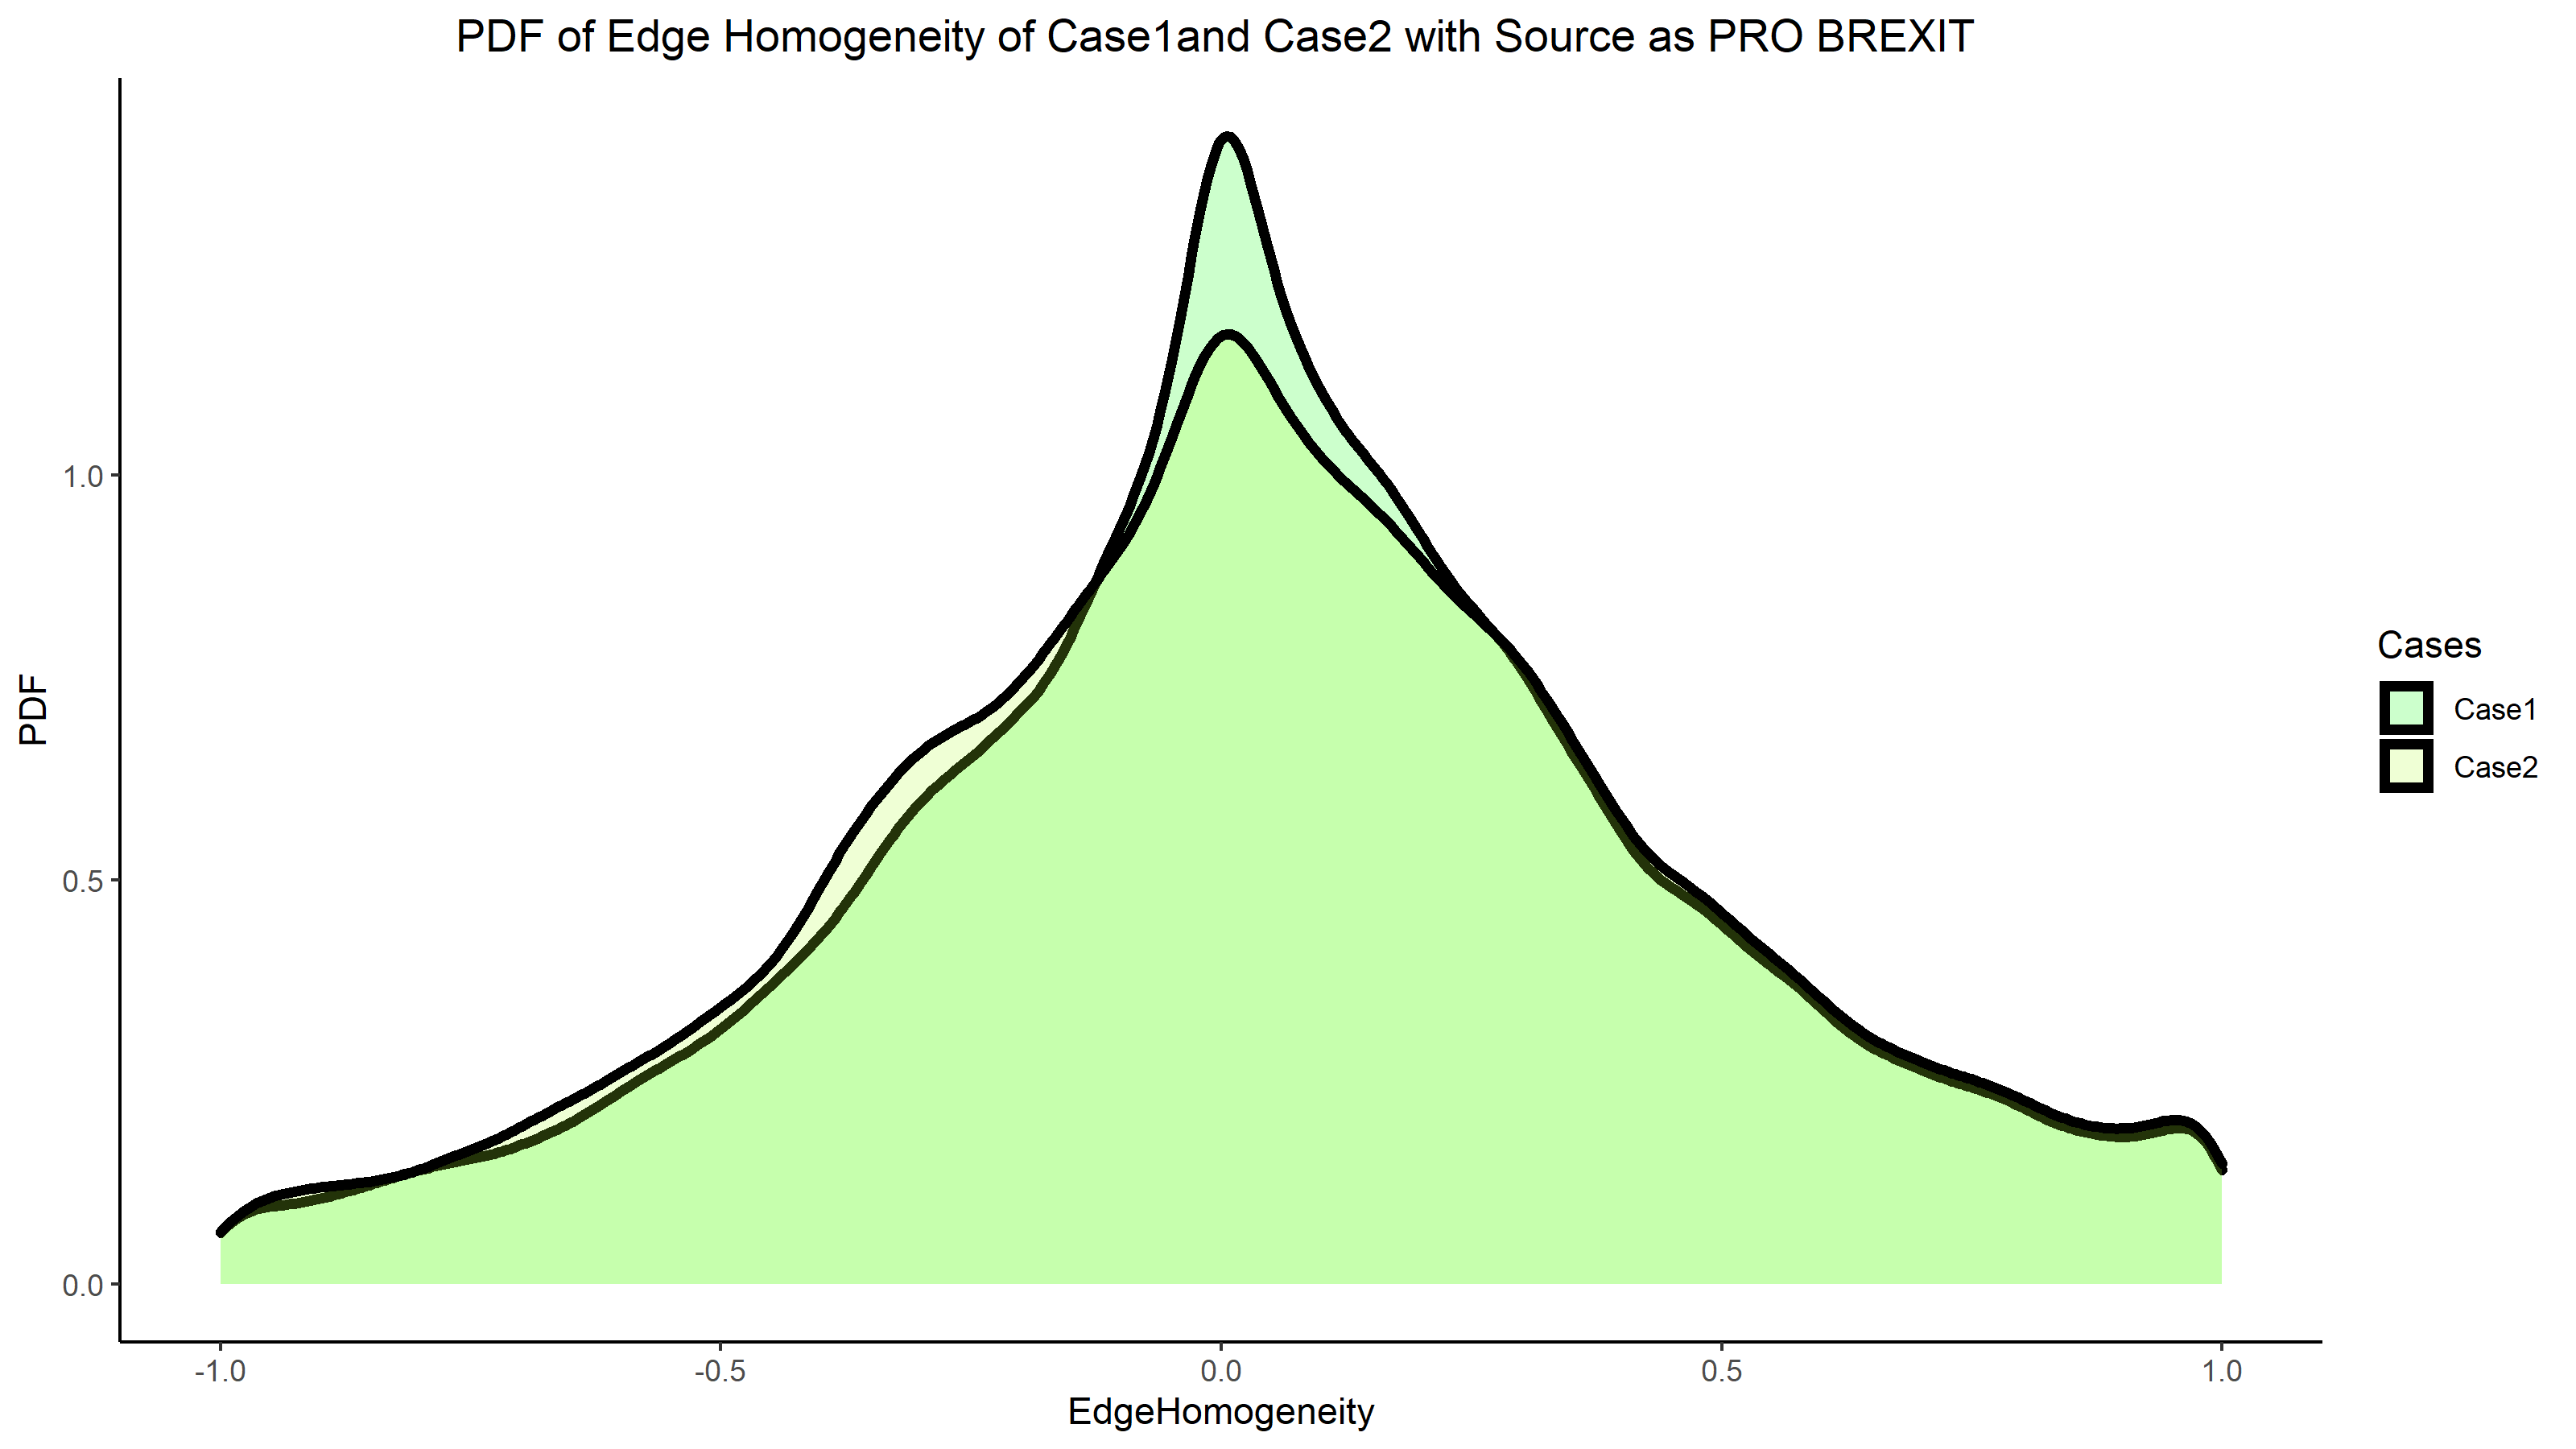 PDF of Edge Homogeneity of Case1and Case2 with Source as PRO BREXIT
PDF
1.0
0.5
0.0
-1.0
-0.5
0.0
0.5
1.0
EdgeHomogeneity
Cases
Case1
Case2